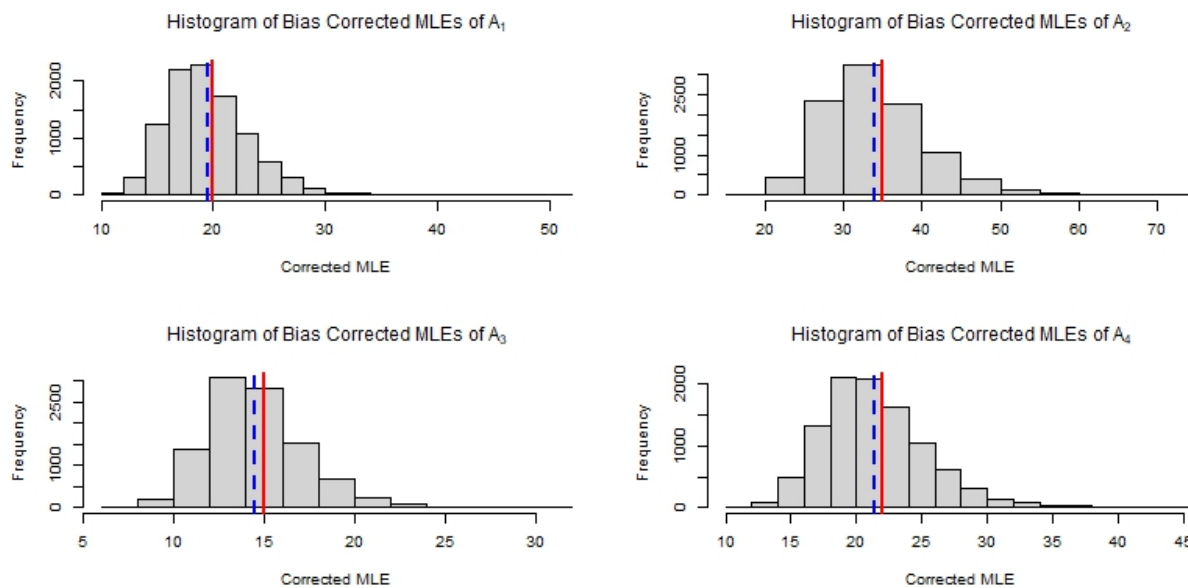 Histogram of Bias Corrected MLEs of A₁
Frequency
0 1000 2000
10 20 30 40 50
Corrected MLE
Histogram of Bias Corrected MLEs of A₂
Frequency
0 1000 2500
20 30 40 50 60 70
Corrected MLE
Histogram of Bias Corrected MLEs of A₃
Frequency
0 1000 2500
5 10 15 20 25 30
Corrected MLE
Histogram of Bias Corrected MLEs of A₄
Frequency
0 1000 2000
10 15 20 25 30 35 40 45
Corrected MLE